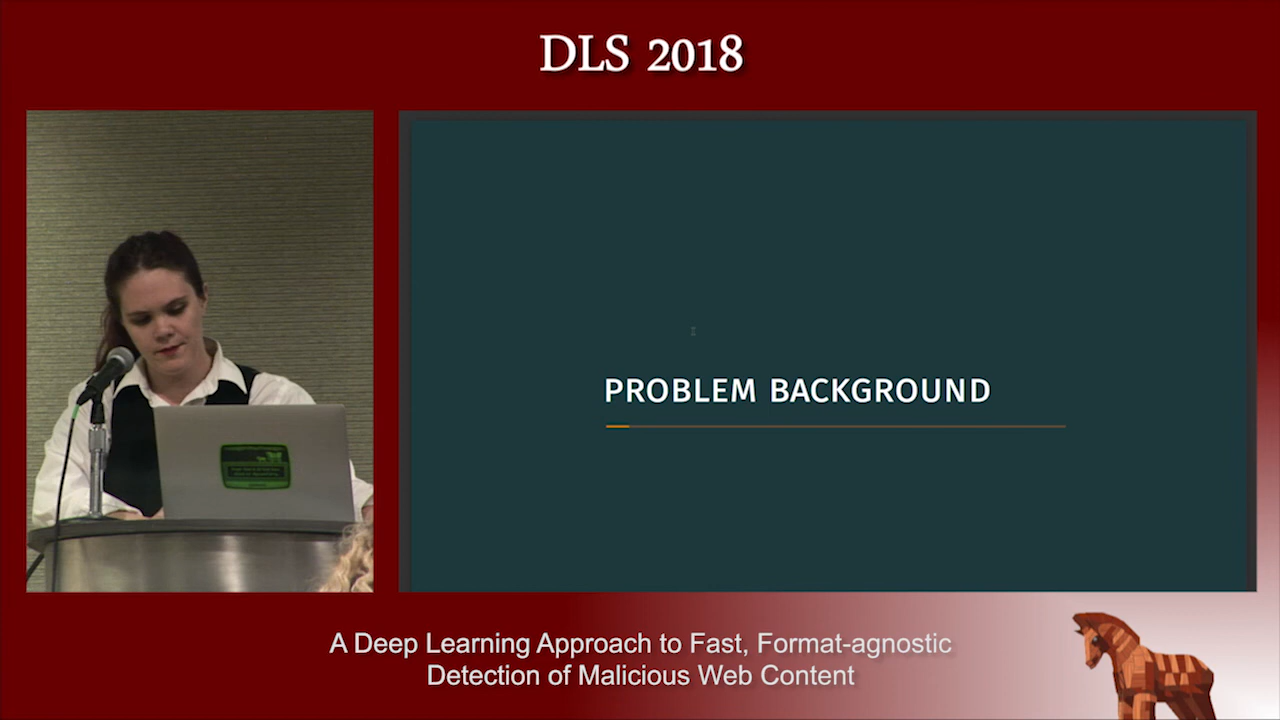 DLS 2018
PROBLEM BACKGROUND
A Deep Learning Approach to Fast, Format-agnostic
Detection of Malicious Web Content